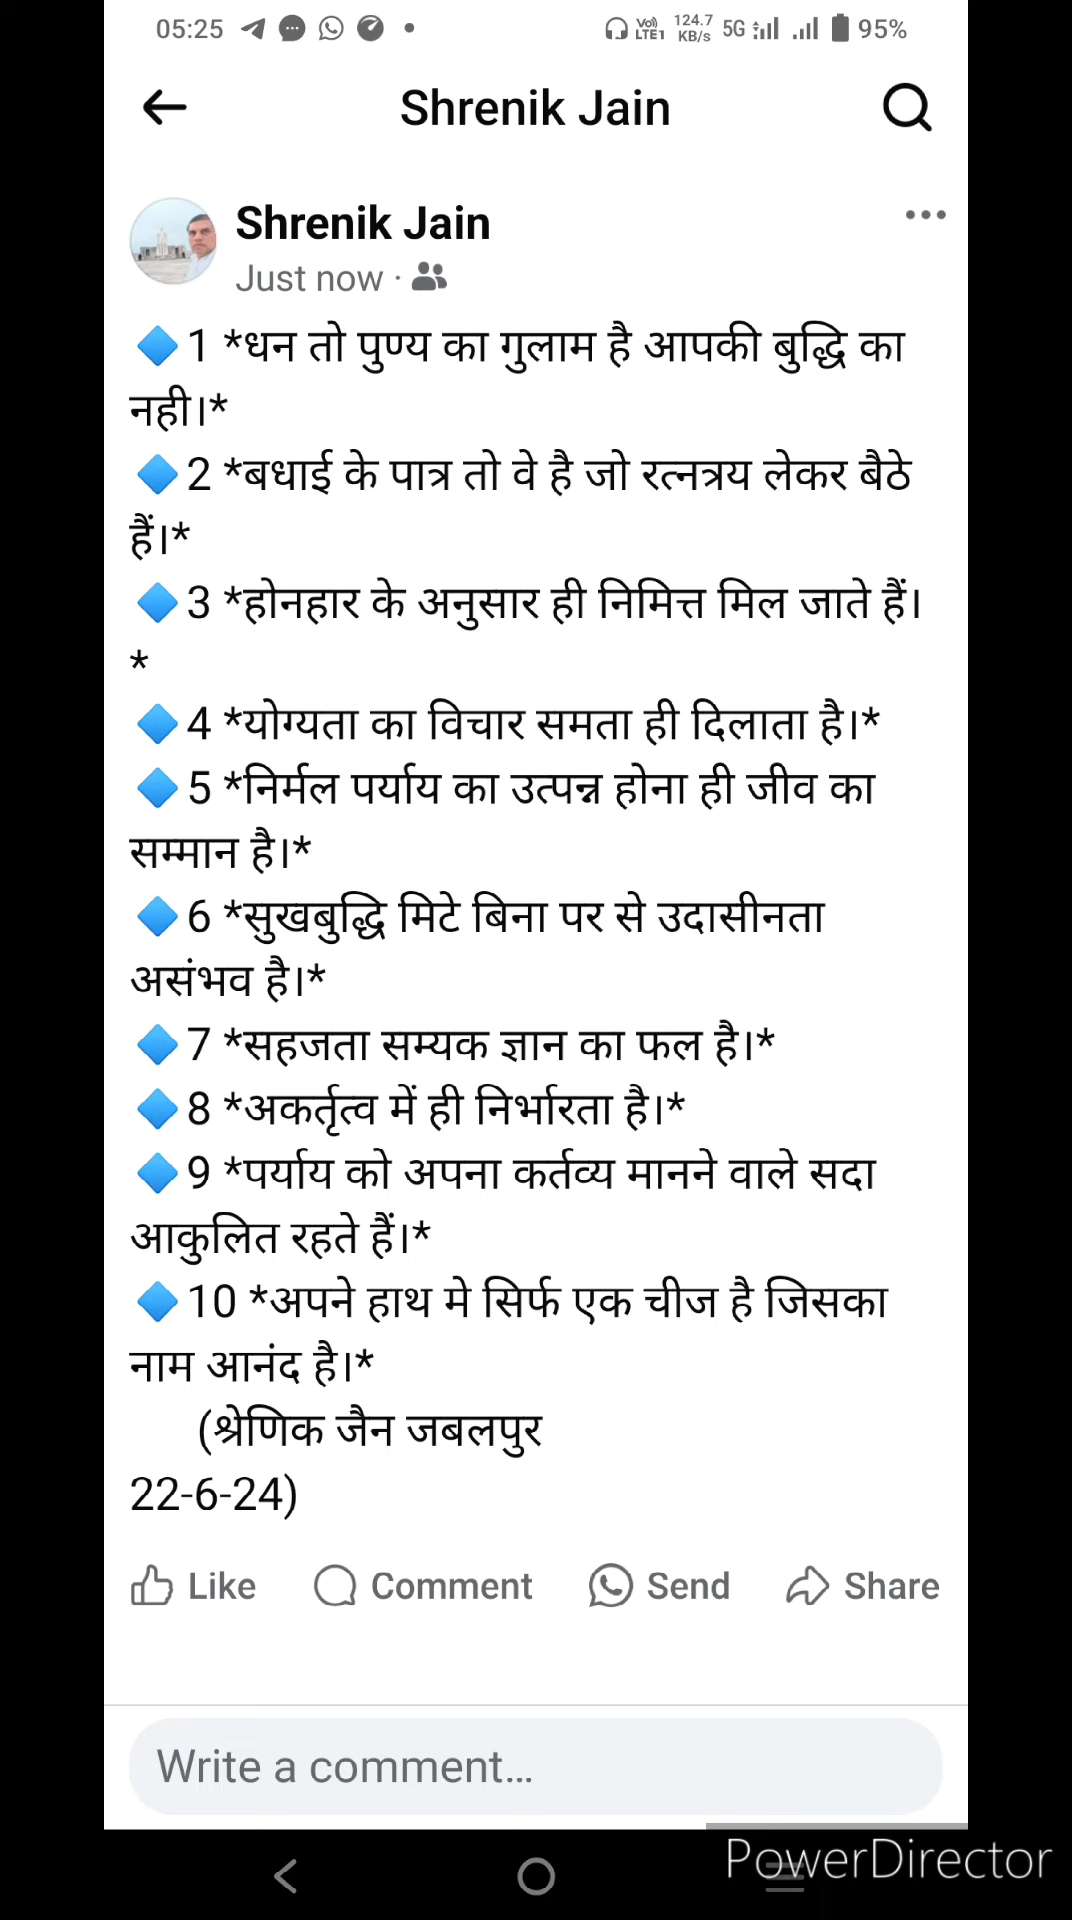 05:25 Vo) LTE1 124.7 KB/s 5G 95%
Shrenik Jain
Shrenik Jain
Just now ·
🔷1 *धन तो पुण्य का गुलाम है आपकी बुद्धि का
नही।*
🔷2 *बधाई के पात्र तो वे है जो रत्नत्रय लेकर बैठे
हैं।*
🔷3 *होनहार के अनुसार ही निमित्त मिल जाते हैं।
*
🔷4 *योग्यता का विचार समता ही दिलाता है।*
🔷5 *निर्मल पर्याय का उत्पन्न होना ही जीव का
सम्मान है।*
🔷6 *सुखबुद्धि मिटे बिना पर से उदासीनता
असंभव है।*
🔷7 *सहजता सम्यक ज्ञान का फल है।*
🔷8 *अकर्तृत्व में ही निर्भारता है।*
🔷9 *पर्याय को अपना कर्तव्य मानने वाले सदा
आकुलित रहते हैं।*
🔷10 *अपने हाथ मे सिर्फ एक चीज है जिसका
नाम आनंद है।*
(श्रेणिक जैन जबलपुर
22-6-24)
Like Comment Send Share
Write a comment...
PowerDirector